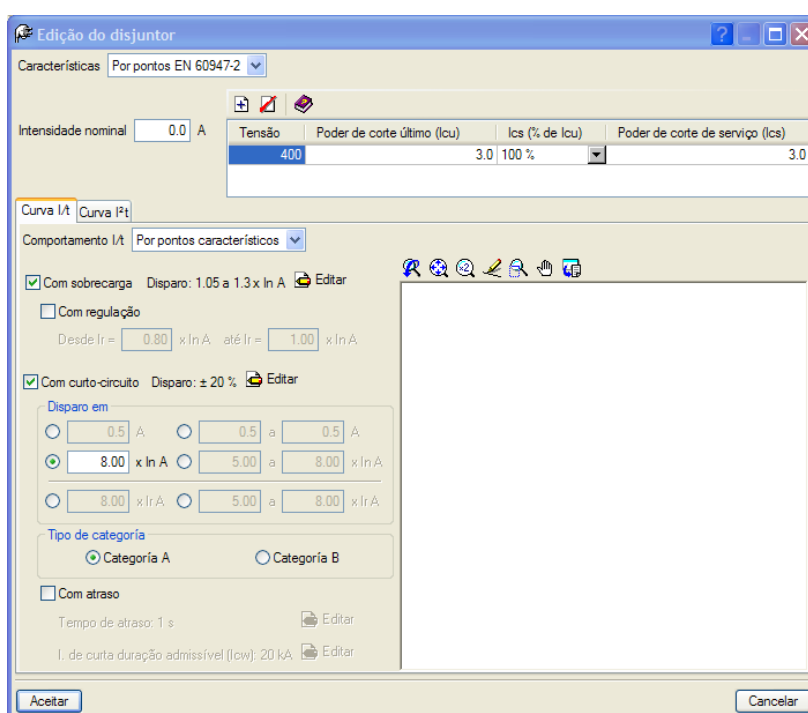 Edição do disjuntor
Características Por pontos EN 60947-2
Intensidade nominal 0.0 A
Tensão Poder de corte último (Icu) Ics (% de Icu) Poder de corte de serviço (Ics)
400 3.0 100 % 3.0
Curva I/t Curva I²t
Comportamento I/t Por pontos característicos
Com sobrecarga Disparo: 1.05 a 1.3 x In A Editar
Com regulação
Desde Ir = 0.80 x In A até Ir = 1.00 x In A
Com curto-circuito Disparo: ± 20 % Editar
Disparo em
0.5 A 0.5 a 0.5 A
8.00 x In A 5.00 a 8.00 x In A
8.00 x Ir A 5.00 a 8.00 x Ir A
Tipo de categoría
Categoría A Categoría B
Com atraso
Tempo de atraso: 1 s Editar
I. de curta duração admissível (Icw): 20 kA Editar
Aceitar Cancelar